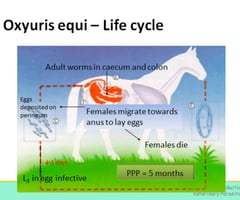 Oxyuris equi – Life cycle
Adult worms in caecum and colon
Eggs
deposited on
perineum
Females migrate towards
anus to lay eggs
Females die
4-5 days
L₃ in egg infective
PPP = 5 months